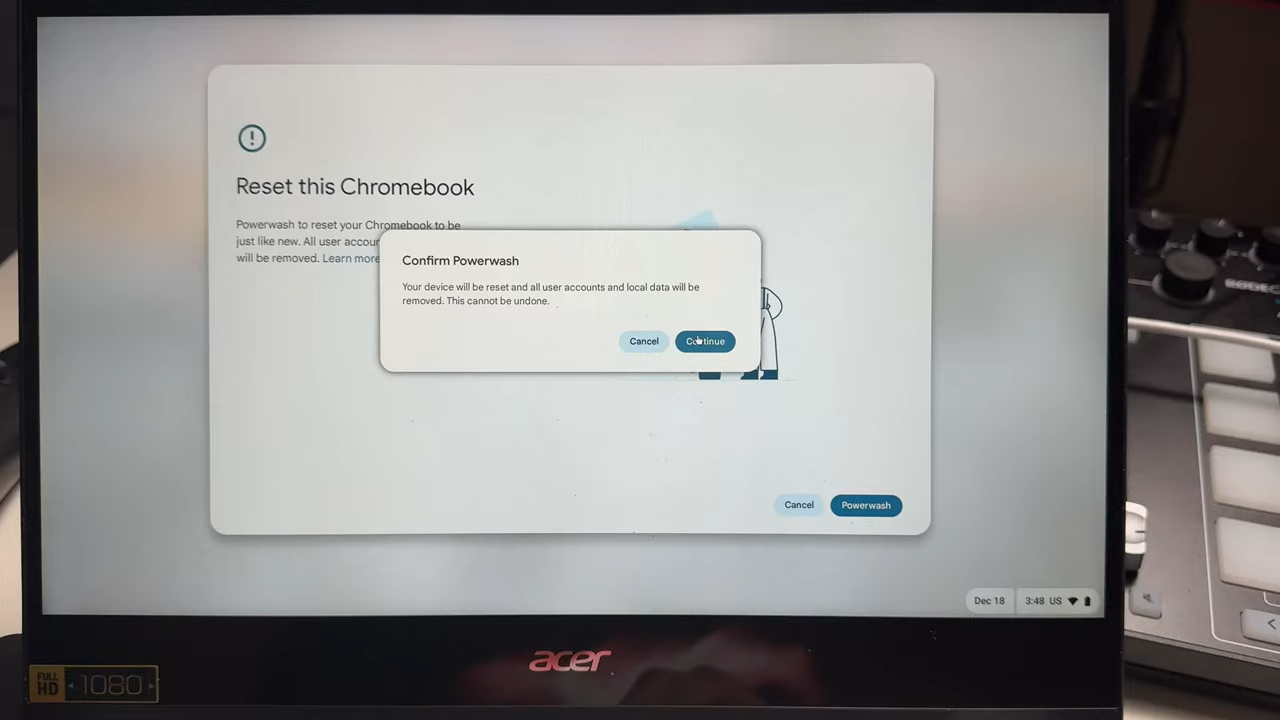 Reset this Chromebook
Powerwash to reset your Chromebook to be
just like new. All user accoun
will be removed. Learn more
Confirm Powerwash
Your device will be reset and all user accounts and local data will be
removed. This cannot be undone.
Cancel
Continue
Cancel
Powerwash
Dec 18
3:48 US
acer
FULL HD 1080